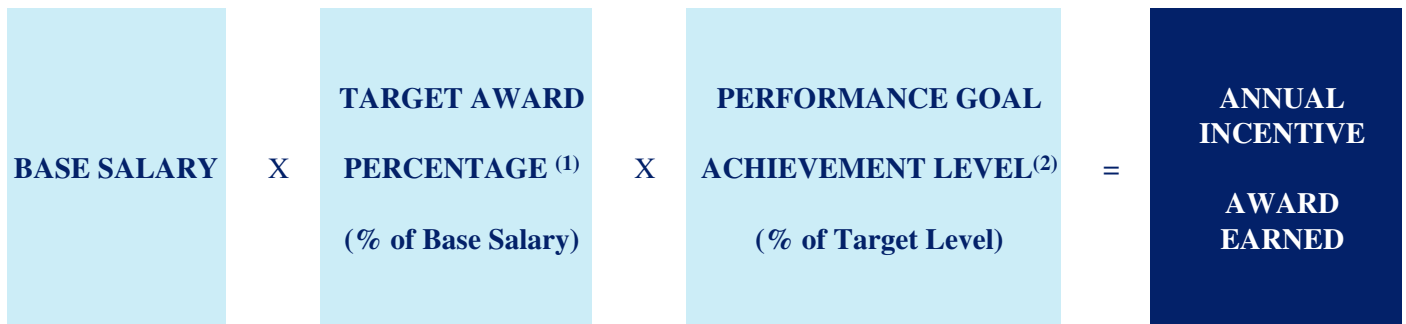 BASE SALARY
X
TARGET AWARD
PERCENTAGE (1)
(% of Base Salary)
X
PERFORMANCE GOAL
ACHIEVEMENT LEVEL(2)
(% of Target Level)
=
ANNUAL
INCENTIVE
AWARD
EARNED